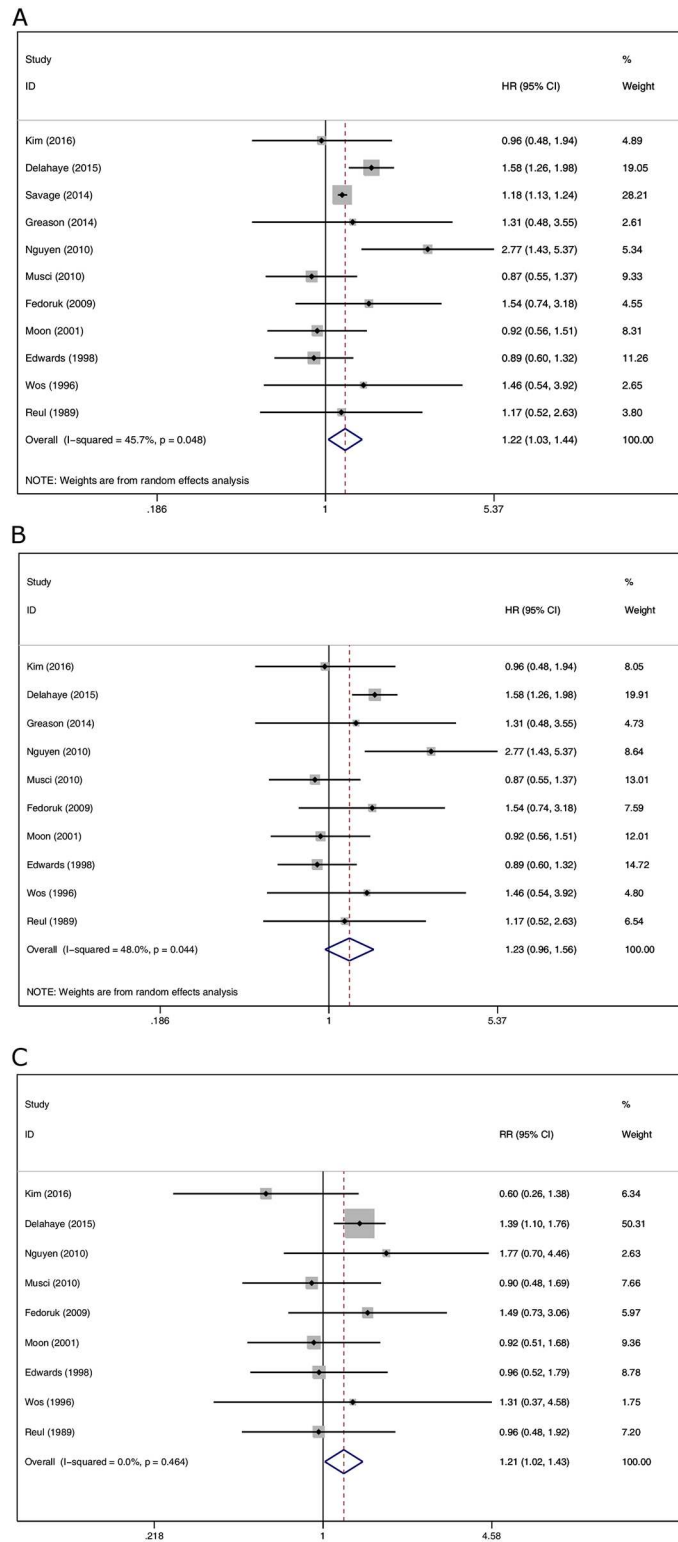 A
Study %
ID HR (95% CI) Weight
Kim (2016) 0.96 (0.48, 1.94) 4.89
Delahaye (2015) 1.58 (1.26, 1.98) 19.05
Savage (2014) 1.18 (1.13, 1.24) 28.21
Greason (2014) 1.31 (0.48, 3.55) 2.61
Nguyen (2010) 2.77 (1.43, 5.37) 5.34
Musci (2010) 0.87 (0.55, 1.37) 9.33
Fedoruk (2009) 1.54 (0.74, 3.18) 4.55
Moon (2001) 0.92 (0.56, 1.51) 8.31
Edwards (1998) 0.89 (0.60, 1.32) 11.26
Wos (1996) 1.46 (0.54, 3.92) 2.65
Reul (1989) 1.17 (0.52, 2.63) 3.80
Overall (I-squared = 45.7%, p = 0.048) 1.22 (1.03, 1.44) 100.00
NOTE: Weights are from random effects analysis
.186 1 5.37
B
Study %
ID HR (95% CI) Weight
Kim (2016) 0.96 (0.48, 1.94) 8.05
Delahaye (2015) 1.58 (1.26, 1.98) 19.91
Greason (2014) 1.31 (0.48, 3.55) 4.73
Nguyen (2010) 2.77 (1.43, 5.37) 8.64
Musci (2010) 0.87 (0.55, 1.37) 13.01
Fedoruk (2009) 1.54 (0.74, 3.18) 7.59
Moon (2001) 0.92 (0.56, 1.51) 12.01
Edwards (1998) 0.89 (0.60, 1.32) 14.72
Wos (1996) 1.46 (0.54, 3.92) 4.80
Reul (1989) 1.17 (0.52, 2.63) 6.54
Overall (I-squared = 48.0%, p = 0.044) 1.23 (0.96, 1.56) 100.00
NOTE: Weights are from random effects analysis
.186 1 5.37
C
Study %
ID RR (95% CI) Weight
Kim (2016) 0.60 (0.26, 1.38) 6.34
Delahaye (2015) 1.39 (1.10, 1.76) 50.31
Nguyen (2010) 1.77 (0.70, 4.46) 2.63
Musci (2010) 0.90 (0.48, 1.69) 7.66
Fedoruk (2009) 1.49 (0.73, 3.06) 5.97
Moon (2001) 0.92 (0.51, 1.68) 9.36
Edwards (1998) 0.96 (0.52, 1.79) 8.78
Wos (1996) 1.31 (0.37, 4.58) 1.75
Reul (1989) 0.96 (0.48, 1.92) 7.20
Overall (I-squared = 0.0%, p = 0.464) 1.21 (1.02, 1.43) 100.00
.218 1 4.58